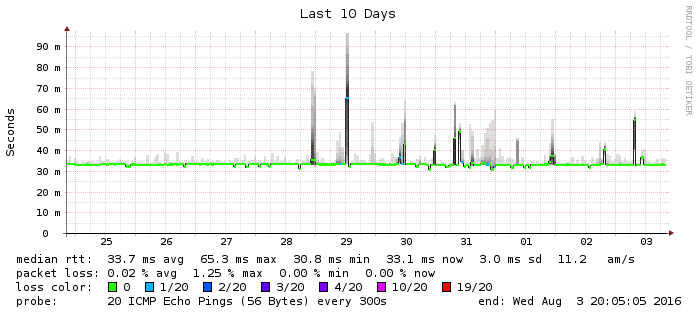 Last 10 Days
RRDTOOL / TOBI OETIKER
Seconds
90 m
80 m
70 m
60 m
50 m
40 m
30 m
20 m
10 m
0
25 26 27 28 29 30 31 01 02 03
median rtt: 33.7 ms avg 65.3 ms max 30.8 ms min 33.1 ms now 3.0 ms sd 11.2 am/s
packet loss: 0.02 % avg 1.25 % max 0.00 % min 0.00 % now
loss color: 0 1/20 2/20 3/20 4/20 10/20 19/20
probe: 20 ICMP Echo Pings (56 Bytes) every 300s end: Wed Aug 3 20:05:05 2016